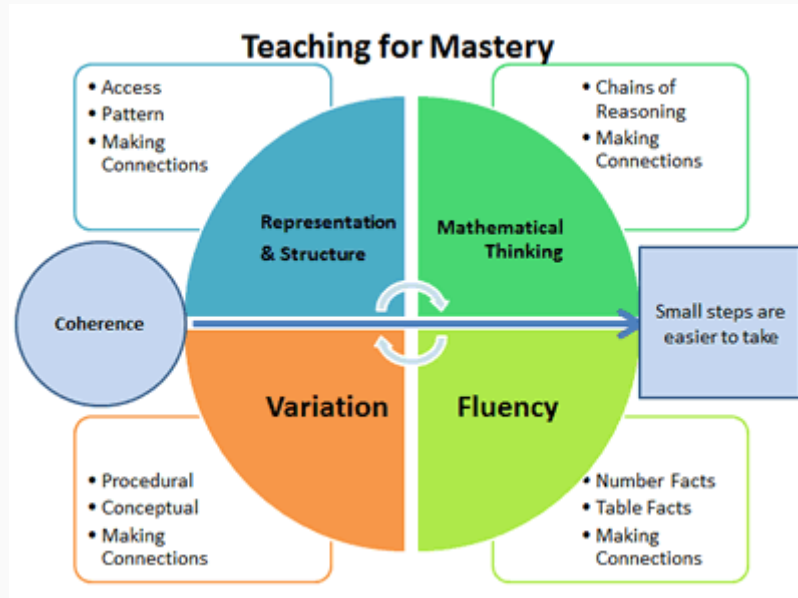 Teaching for Mastery
• Access
• Pattern
• Making
Connections
• Chains of
Reasoning
• Making
Connections
Representation
& Structure
Mathematical
Thinking
Coherence
Small steps are
easier to take
Variation
Fluency
• Procedural
• Conceptual
• Making
Connections
• Number Facts
• Table Facts
• Making
Connections